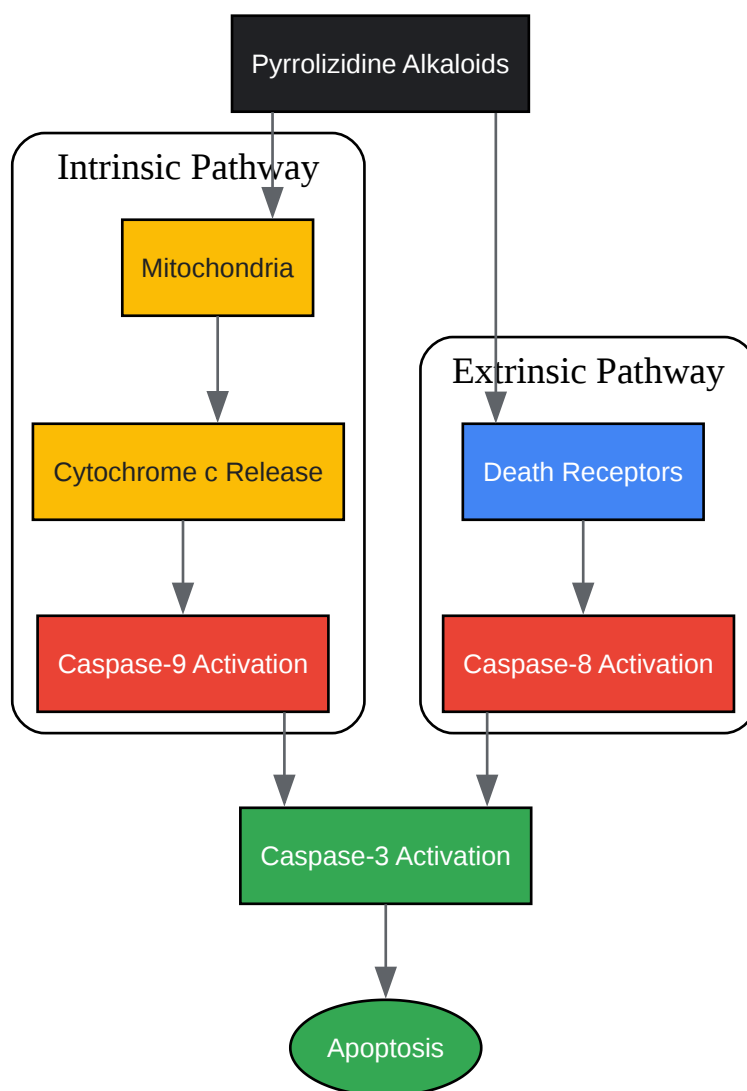 Pyrrolizidine Alkaloids
Intrinsic Pathway
Mitochondria
Extrinsic Pathway
Cytochrome c Release
Death Receptors
Caspase-9 Activation
Caspase-8 Activation
Caspase-3 Activation
Apoptosis